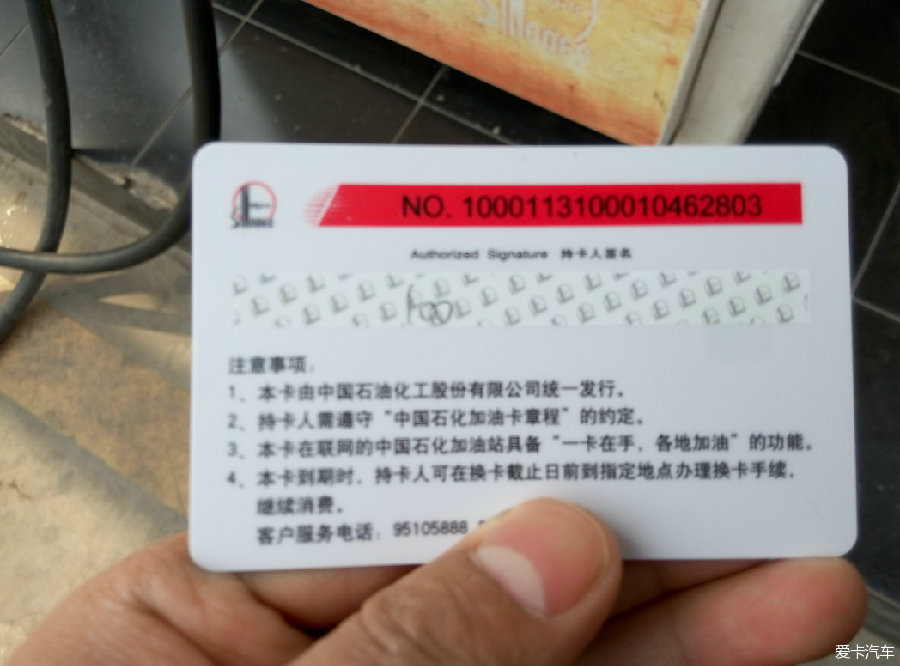 Sinopec
Sinopec
NO. 1000113100010462803
Authorized Signature 持卡人签名
注意事项:
1、本卡由中国石油化工股份有限公司统一发行。
2、持卡人需遵守“中国石化加油卡章程”的约定。
3、本卡在联网的中国石化加油站具备“一卡在手，各地加油”的功能。
4、本卡到期时，持卡人可在换卡截止日前到指定地点办理换卡手续，
继续消费。
客户服务电话：95105888
爱卡汽车